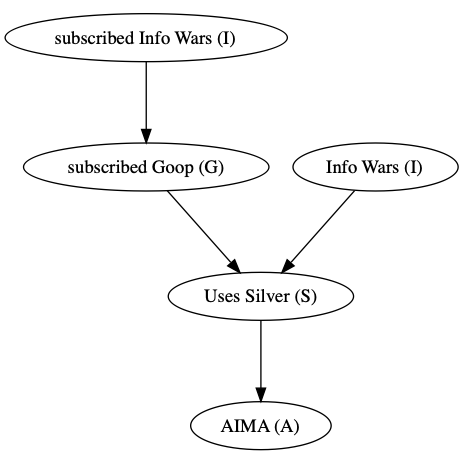 subscribed Info Wars (I)
subscribed Goop (G)
Info Wars (I)
Uses Silver (S)
AIMA (A)